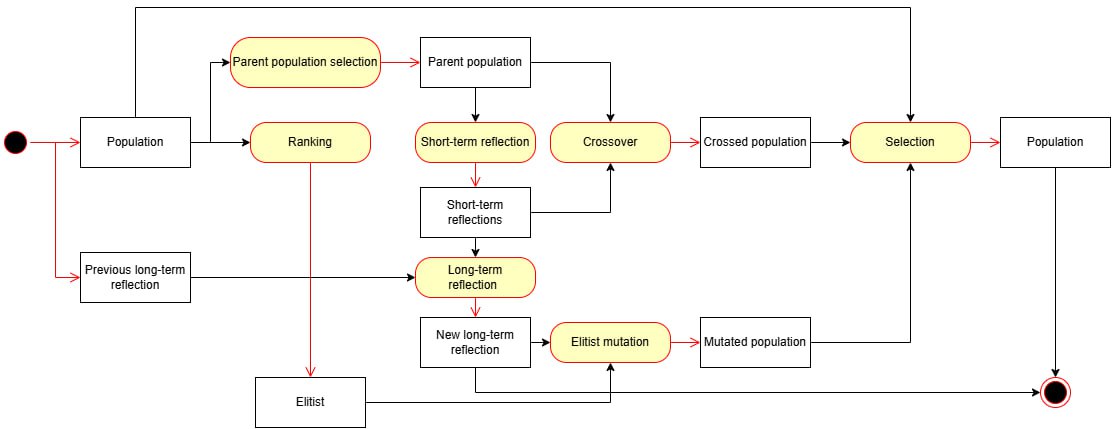 Parent population selection
Parent population
Population
Ranking
Short-term reflection
Crossover
Crossed population
Selection
Population
Short-term
reflections
Previous long-term
reflection
Long-term
reflection
New long-term
reflection
Elitist mutation
Mutated population
Elitist